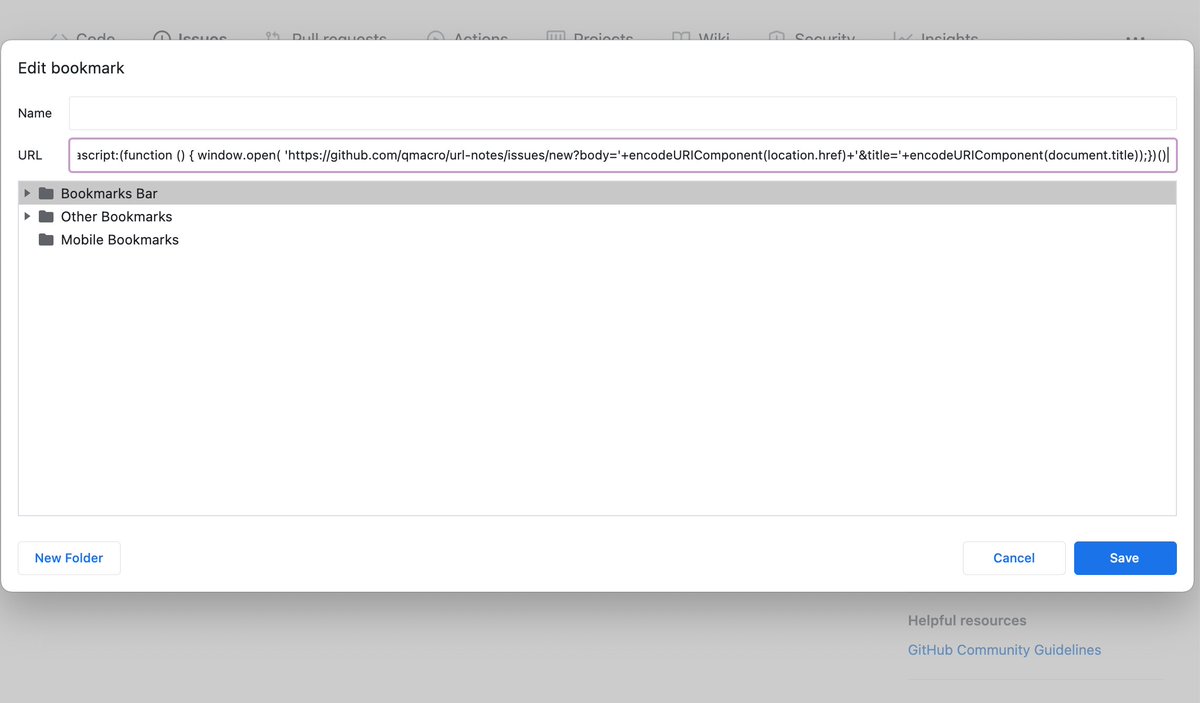 Code Issues Pull requests Actions Projects Wiki Security Insights
Edit bookmark
Name
URL ascript:(function () { window.open( 'https://github.com/qmacro/url-notes/issues/new?body='+encodeURIComponent(location.href)+'&title='+encodeURIComponent(document.title));})()
Bookmarks Bar
Other Bookmarks
Mobile Bookmarks
New Folder Cancel Save
Helpful resources
GitHub Community Guidelines